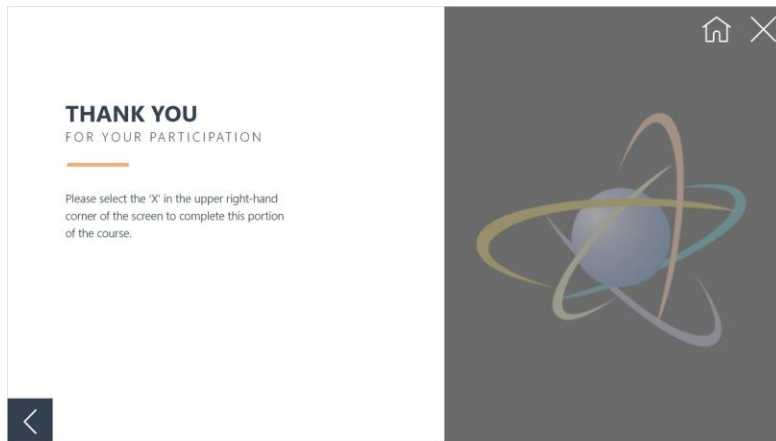 THANK YOU
FOR YOUR PARTICIPATION
Please select the ‘X’ in the upper right-hand
corner of the screen to complete this portion
of the course.